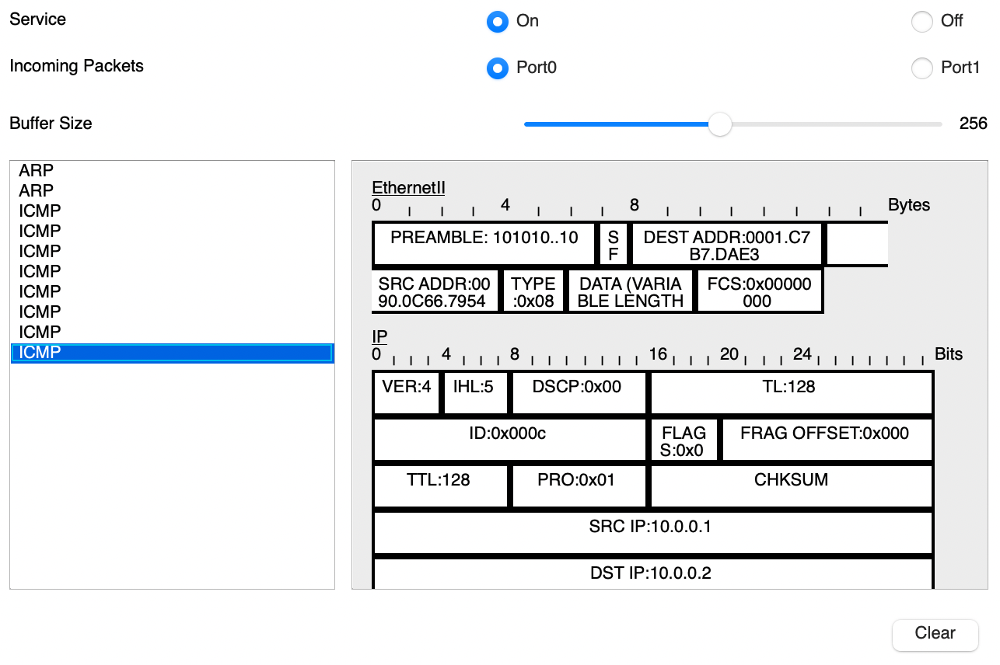 Service
On
Off
Incoming Packets
Port0
Port1
Buffer Size
256
ARP
ARP
ICMP
ICMP
ICMP
ICMP
ICMP
ICMP
ICMP
ICMP
EthernetII
0 4 8 Bytes
PREAMBLE: 101010..10
S
F
DEST ADDR:0001.C7
B7.DAE3
SRC ADDR:00
90.0C66.7954
TYPE
:0x08
DATA (VARIA
BLE LENGTH
FCS:0x00000
000
IP
0 4 8 16 20 24 Bits
VER:4
IHL:5
DSCP:0x00
TL:128
ID:0x000c
FLAG
S:0x0
FRAG OFFSET:0x000
TTL:128
PRO:0x01
CHKSUM
SRC IP:10.0.0.1
DST IP:10.0.0.2
Clear